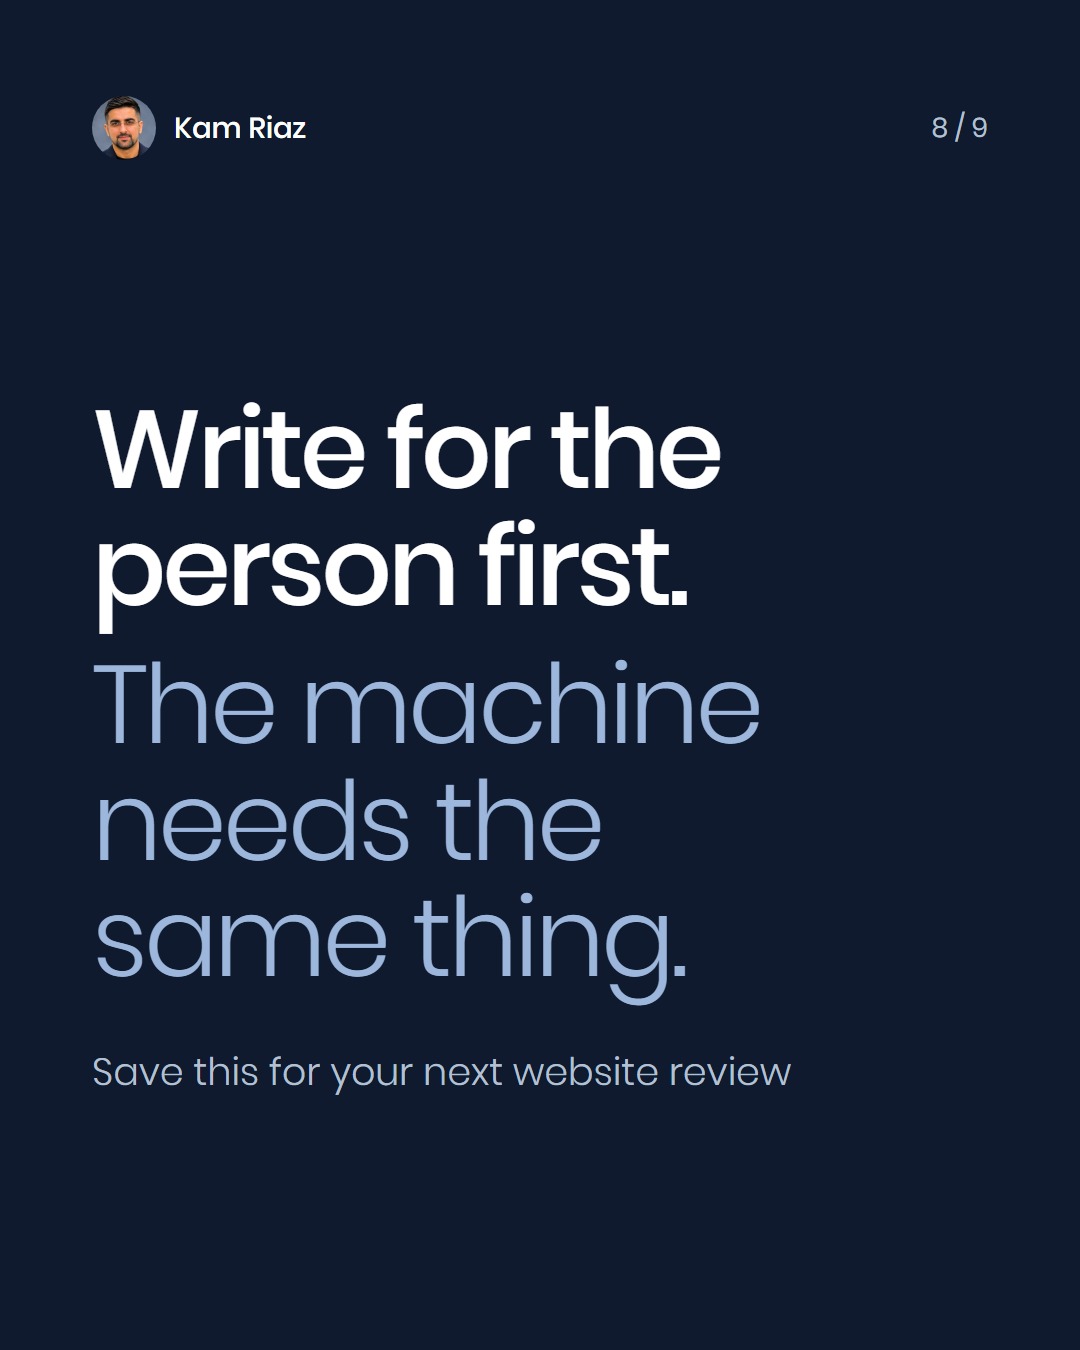 Kam Riaz
8 / 9
Write for the
person first.
The machine
needs the
same thing.
Save this for your next website review